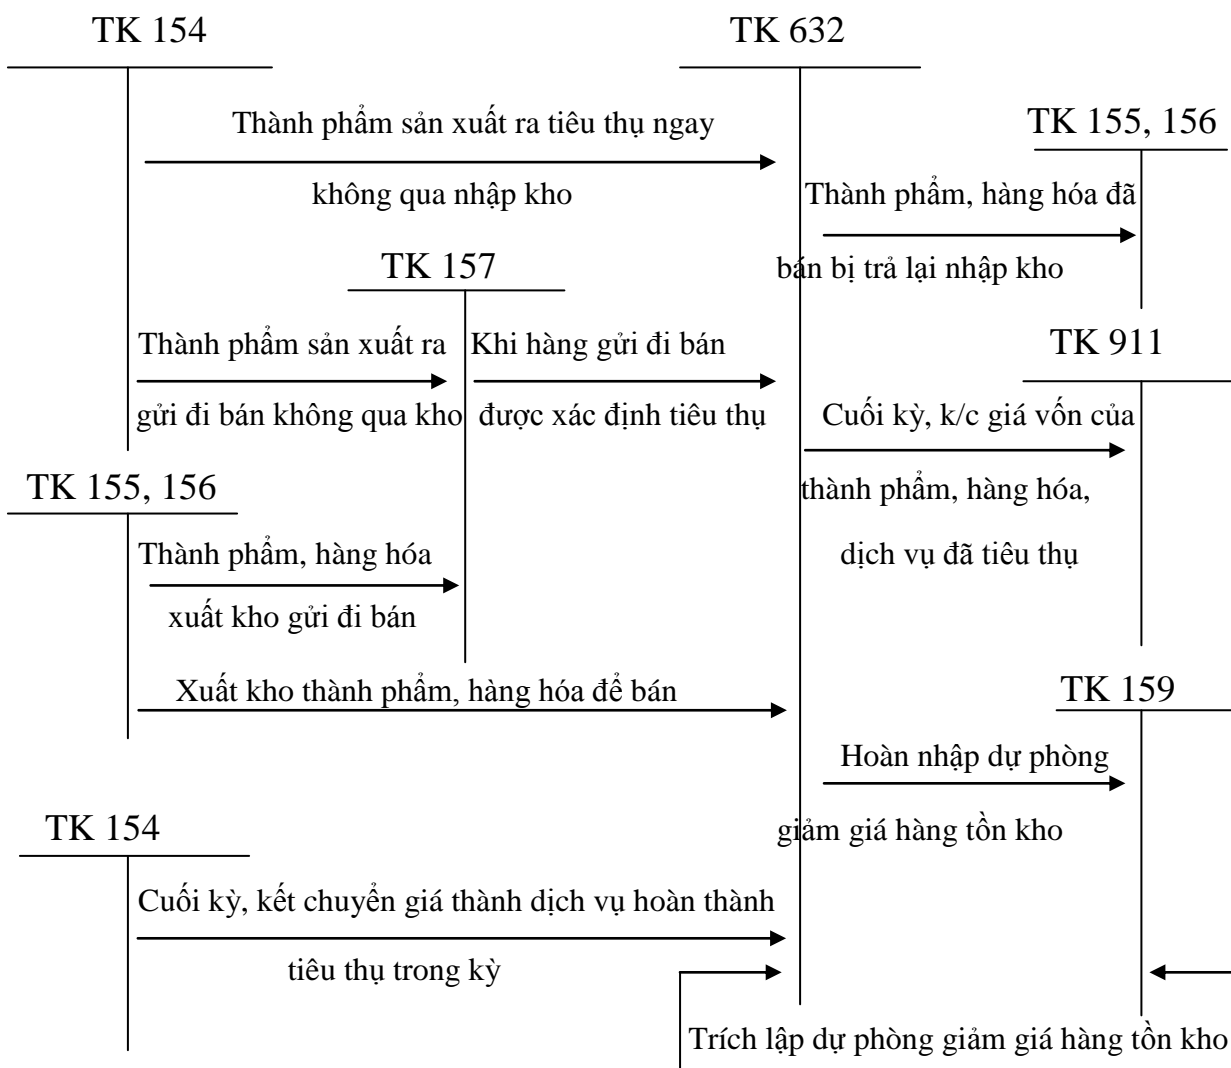 TK 154
TK 632
Thành phẩm sản xuất ra tiêu thụ ngay
không qua nhập kho
TK 155, 156
Thành phẩm, hàng hóa đã
bán bị trả lại nhập kho
TK 157
Thành phẩm sản xuất ra
gửi đi bán không qua kho
Khi hàng gửi đi bán
được xác định tiêu thụ
TK 911
Cuối kỳ, k/c giá vốn của
thành phẩm, hàng hóa,
dịch vụ đã tiêu thụ
TK 155, 156
Thành phẩm, hàng hóa
xuất kho gửi đi bán
Xuất kho thành phẩm, hàng hóa để bán
TK 159
Hoàn nhập dự phòng
giảm giá hàng tồn kho
TK 154
Cuối kỳ, kết chuyển giá thành dịch vụ hoàn thành
tiêu thụ trong kỳ
Trích lập dự phòng giảm giá hàng tồn kho